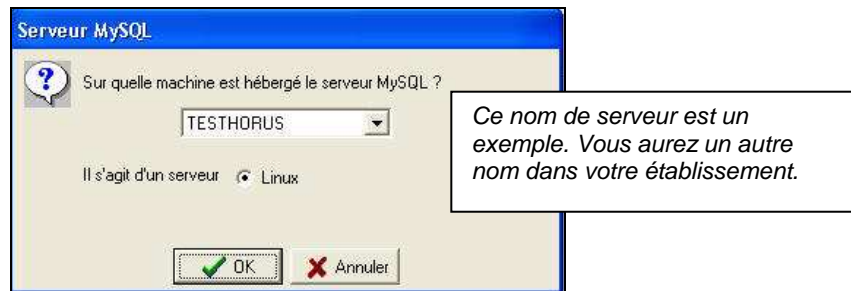 Serveur MySQL
Sur quelle machine est hébergé le serveur MySQL ?
TESTHORUS
Il s'agit d'un serveur Linux
OK Annuler
Ce nom de serveur est un
exemple. Vous aurez un autre
nom dans votre établissement.